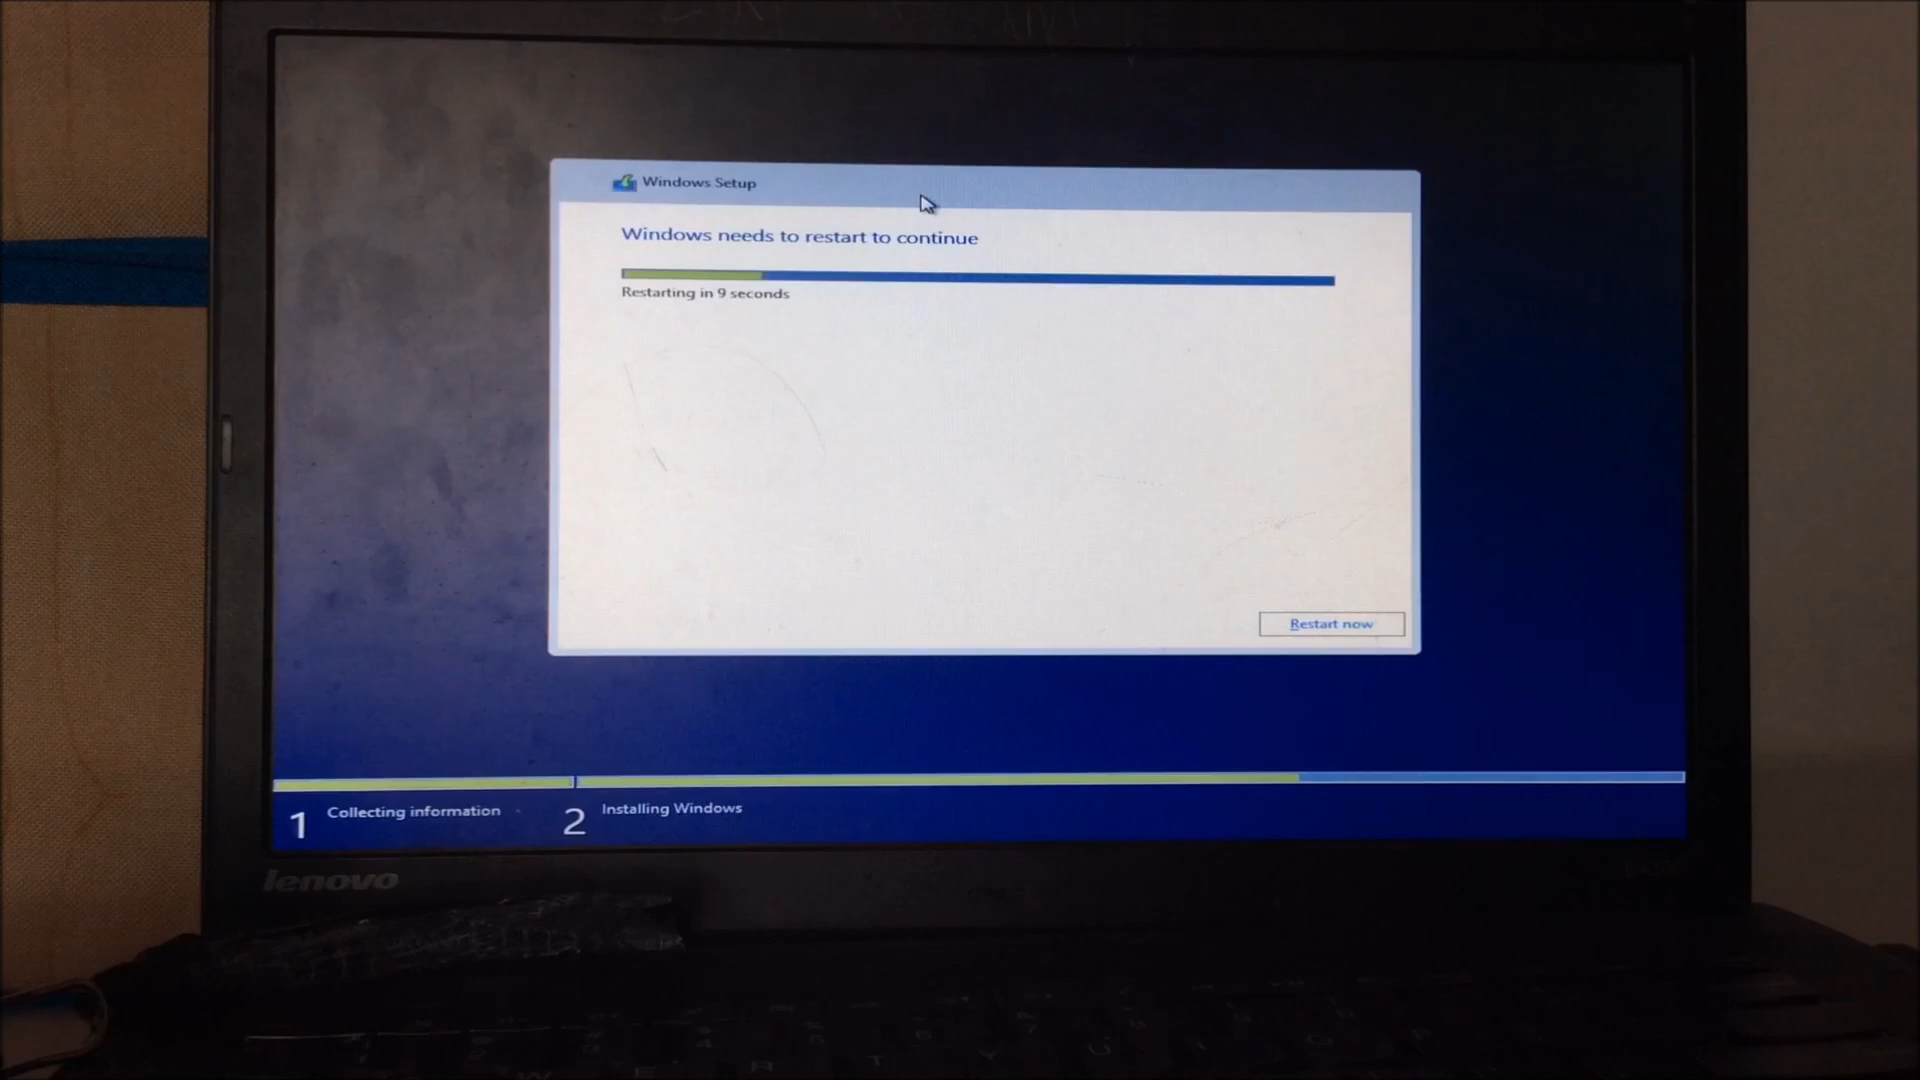 Windows Setup
Windows needs to restart to continue
Restarting in 9 seconds
Restart now
1 Collecting information
2 Installing Windows
lenovo
W E R T Y U I O P